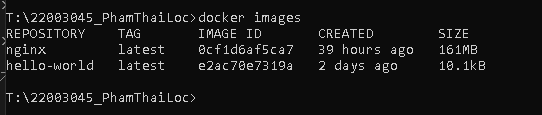 T:\22003045_PhamThaiLoc>docker images
REPOSITORY    TAG       IMAGE ID       CREATED        SIZE
nginx         latest    0cf1d6af5ca7   39 hours ago   161MB
hello-world   latest    e2ac70e7319a   2 days ago     10.1kB
T:\22003045_PhamThaiLoc>